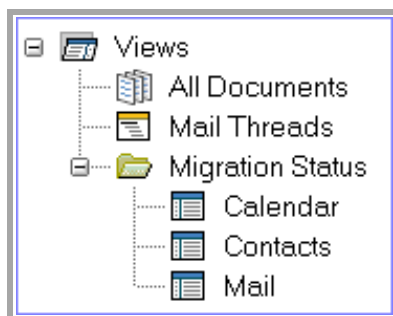 Views
All Documents
Mail Threads
Migration Status
Calendar
Contacts
Mail